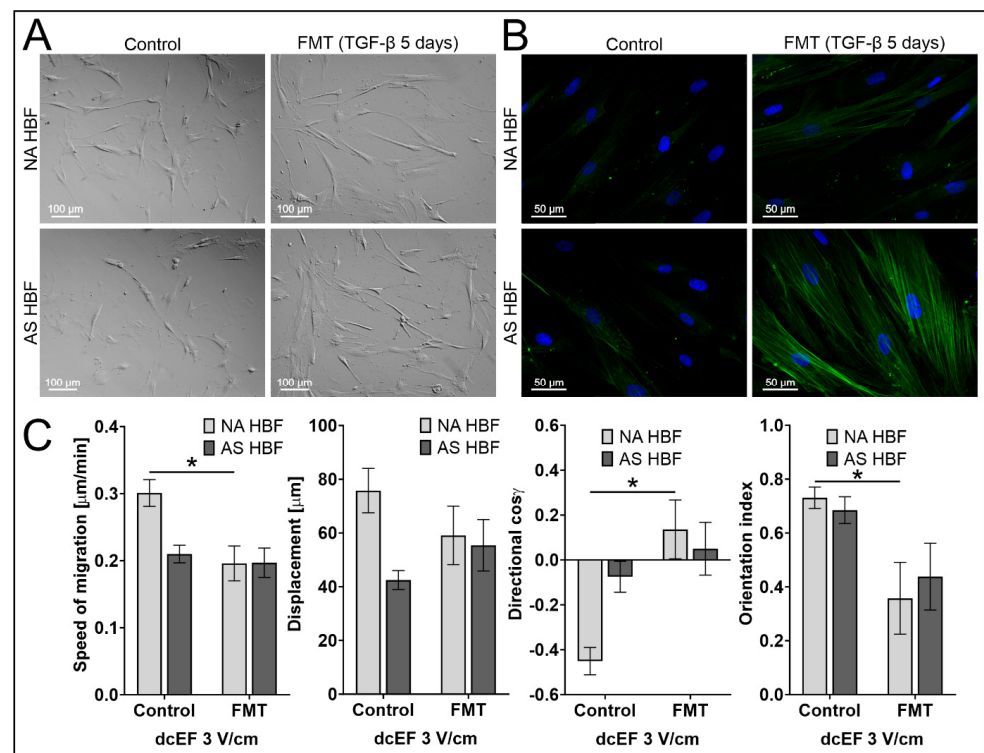 A
Control
FMT (TGF-β 5 days)
NA HBF
100 µm
100 µm
AS HBF
100 µm
100 µm
B
Control
FMT (TGF-β 5 days)
NA HBF
50 µm
50 µm
AS HBF
50 µm
50 µm
C
NA HBF
AS HBF
Speed of migration [µm/min]
0.4
0.3
0.2
0.1
0.0
*
Control FMT
dcEF 3 V/cm
NA HBF
AS HBF
Displacement [µm]
100
80
60
40
20
0
Control FMT
dcEF 3 V/cm
NA HBF
AS HBF
Directional cosγ
0.6
0.4
0.2
0.0
-0.2
-0.4
-0.6
*
Control FMT
dcEF 3 V/cm
NA HBF
AS HBF
Orientation index
1.0
0.8
0.6
0.4
0.2
0.0
*
Control FMT
dcEF 3 V/cm